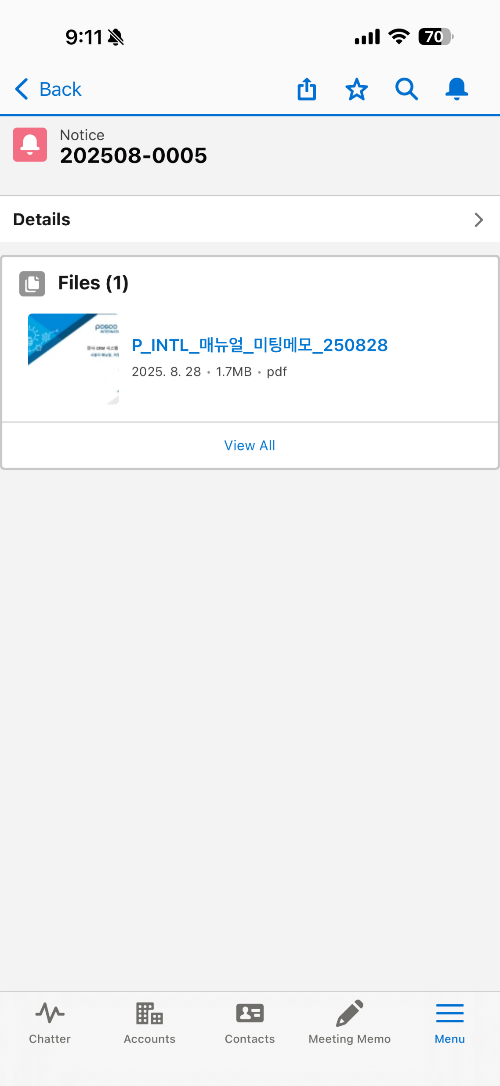 9:11
70
Back
Notice
202508-0005
Details
Files (1)
posco
P_INTL_매뉴얼_미팅메모_250828
2025. 8. 28 • 1.7MB • pdf
View All
Chatter
Accounts
Contacts
Meeting Memo
Menu